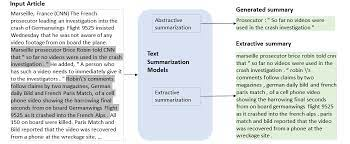 Input Article
Marseille, France (CNN) The French
prosecutor leading an investigation into the
crash of Germanwings Flight 9525 insisted
Wednesday that he was not aware of any
video footage from on board the plane.
Marseille prosecutor Brice Robin told CNN
that " so far no videos were used in the crash
investigation . " He added, " A person who
has such a video needs to immediately give it
to the investigators . " Robin\'s comments
follow claims by two magazines, German
daily Bild and French Paris Match, of a cell
phone video showing the harrowing final
seconds from on board Germanwings Flight
9525 as it crashed into the French Alps . All
150 on board were killed. Paris Match and
Bild reported that the video was recovered
from a phone at the wreckage site. ...
Text
Summarization
Models
Abstractive
summarization
Extractive
summarization
Generated summary
Prosecutor : " So far no videos were
used in the crash investigation "
Extractive summary
marseille prosecutor brice robin told cnn
that " so far no videos were used in the crash
investigation . " robin \'s
comments follow claims by two
magazines , german daily bild and french
paris match , of a cell phone video
showing the harrowing final seconds
from on board germanwings flight 9525
as it crashed into the french alps . paris
match and bild reported that the video
was recovered from a phone at the
wreckage site .